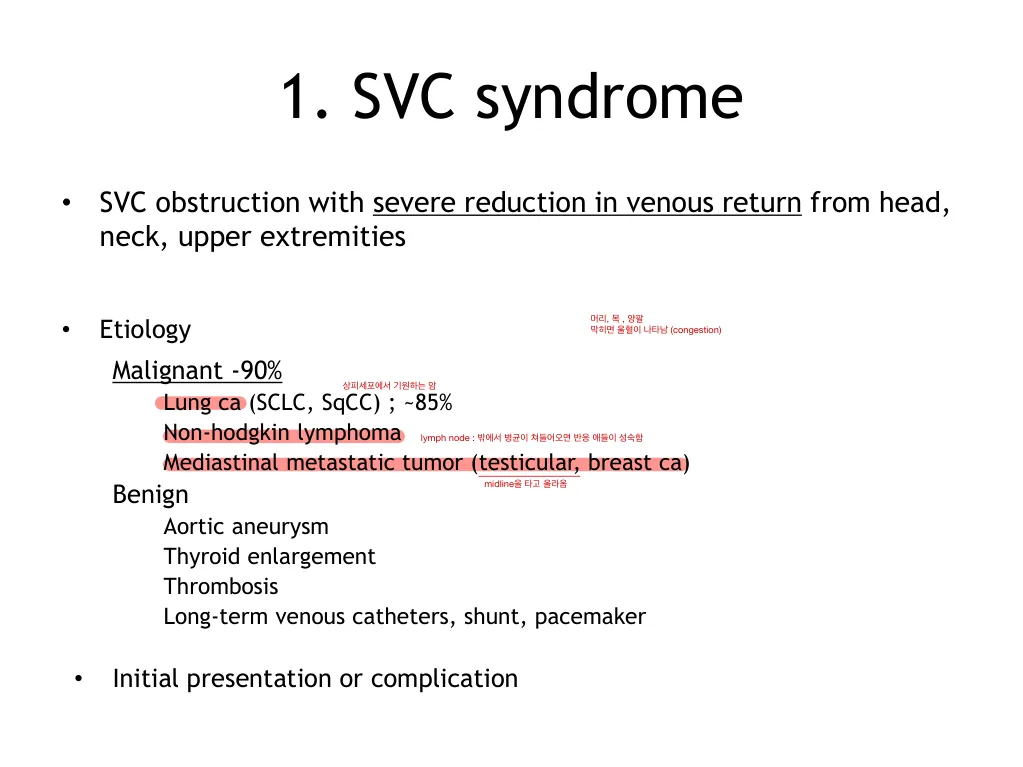 1. SVC syndrome
• SVC obstruction with severe reduction in venous return from head,
neck, upper extremities
머리, 목 , 양팔
막히면 울혈이 나타남 (congestion)
• Etiology
Malignant -90%
상피세포에서 기원하는 암
Lung ca (SCLC, SqCC) ; ~85%
Non-hodgkin lymphoma
lymph node : 밖에서 병균이 쳐들어오면 반응 애들이 성숙함
Mediastinal metastatic tumor (testicular, breast ca)
midline을 타고 올라옴
Benign
Aortic aneurysm
Thyroid enlargement
Thrombosis
Long-term venous catheters, shunt, pacemaker
• Initial presentation or complication